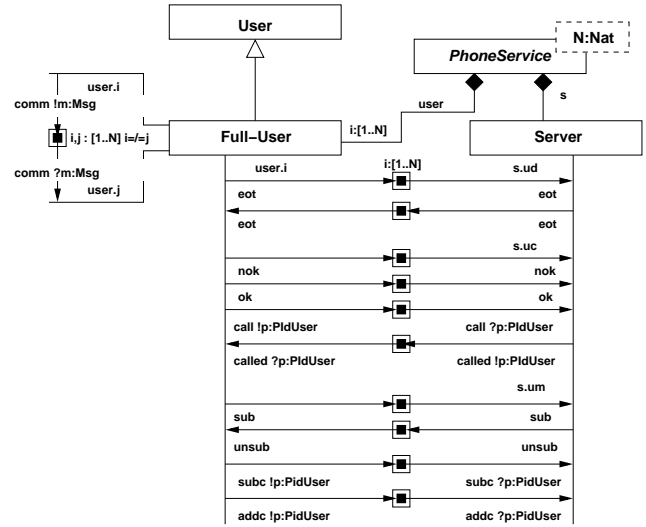 User
N:Nat
PhoneService
user.i
comm !m:Msg
user
s
i,j : [1..N] i=/=j
Full–User
i:[1..N]
Server
comm ?m:Msg
user.j
user.i
i:[1..N]
s.ud
eot
eot
eot
eot
s.uc
nok
nok
ok
ok
call !p:PIdUser
call ?p:PIdUser
called ?p:PIdUser
called !p:PIdUser
s.um
sub
sub
unsub
unsub
subc !p:PidUser
subc ?p:PidUser
addc !p:PidUser
addc ?p:PidUser